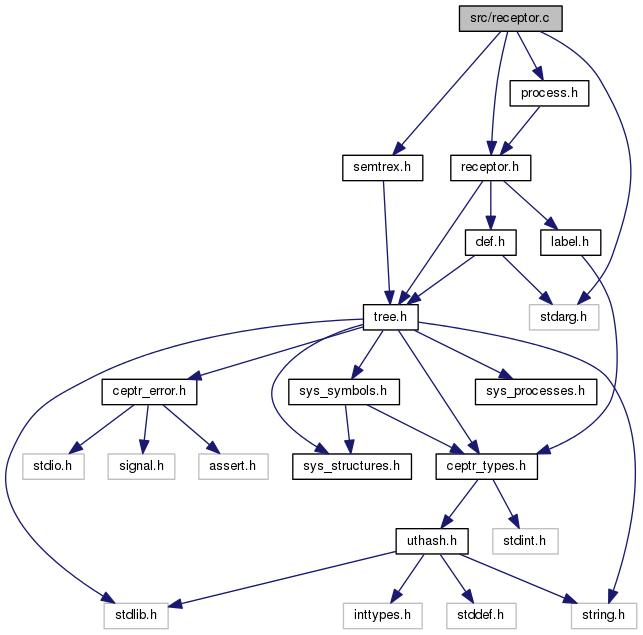 src/receptor.c
process.h
semtrex.h
receptor.h
def.h
label.h
tree.h
stdarg.h
ceptr_error.h
sys_symbols.h
sys_processes.h
stdio.h
signal.h
assert.h
sys_structures.h
ceptr_types.h
uthash.h
stdint.h
stdlib.h
inttypes.h
stddef.h
string.h